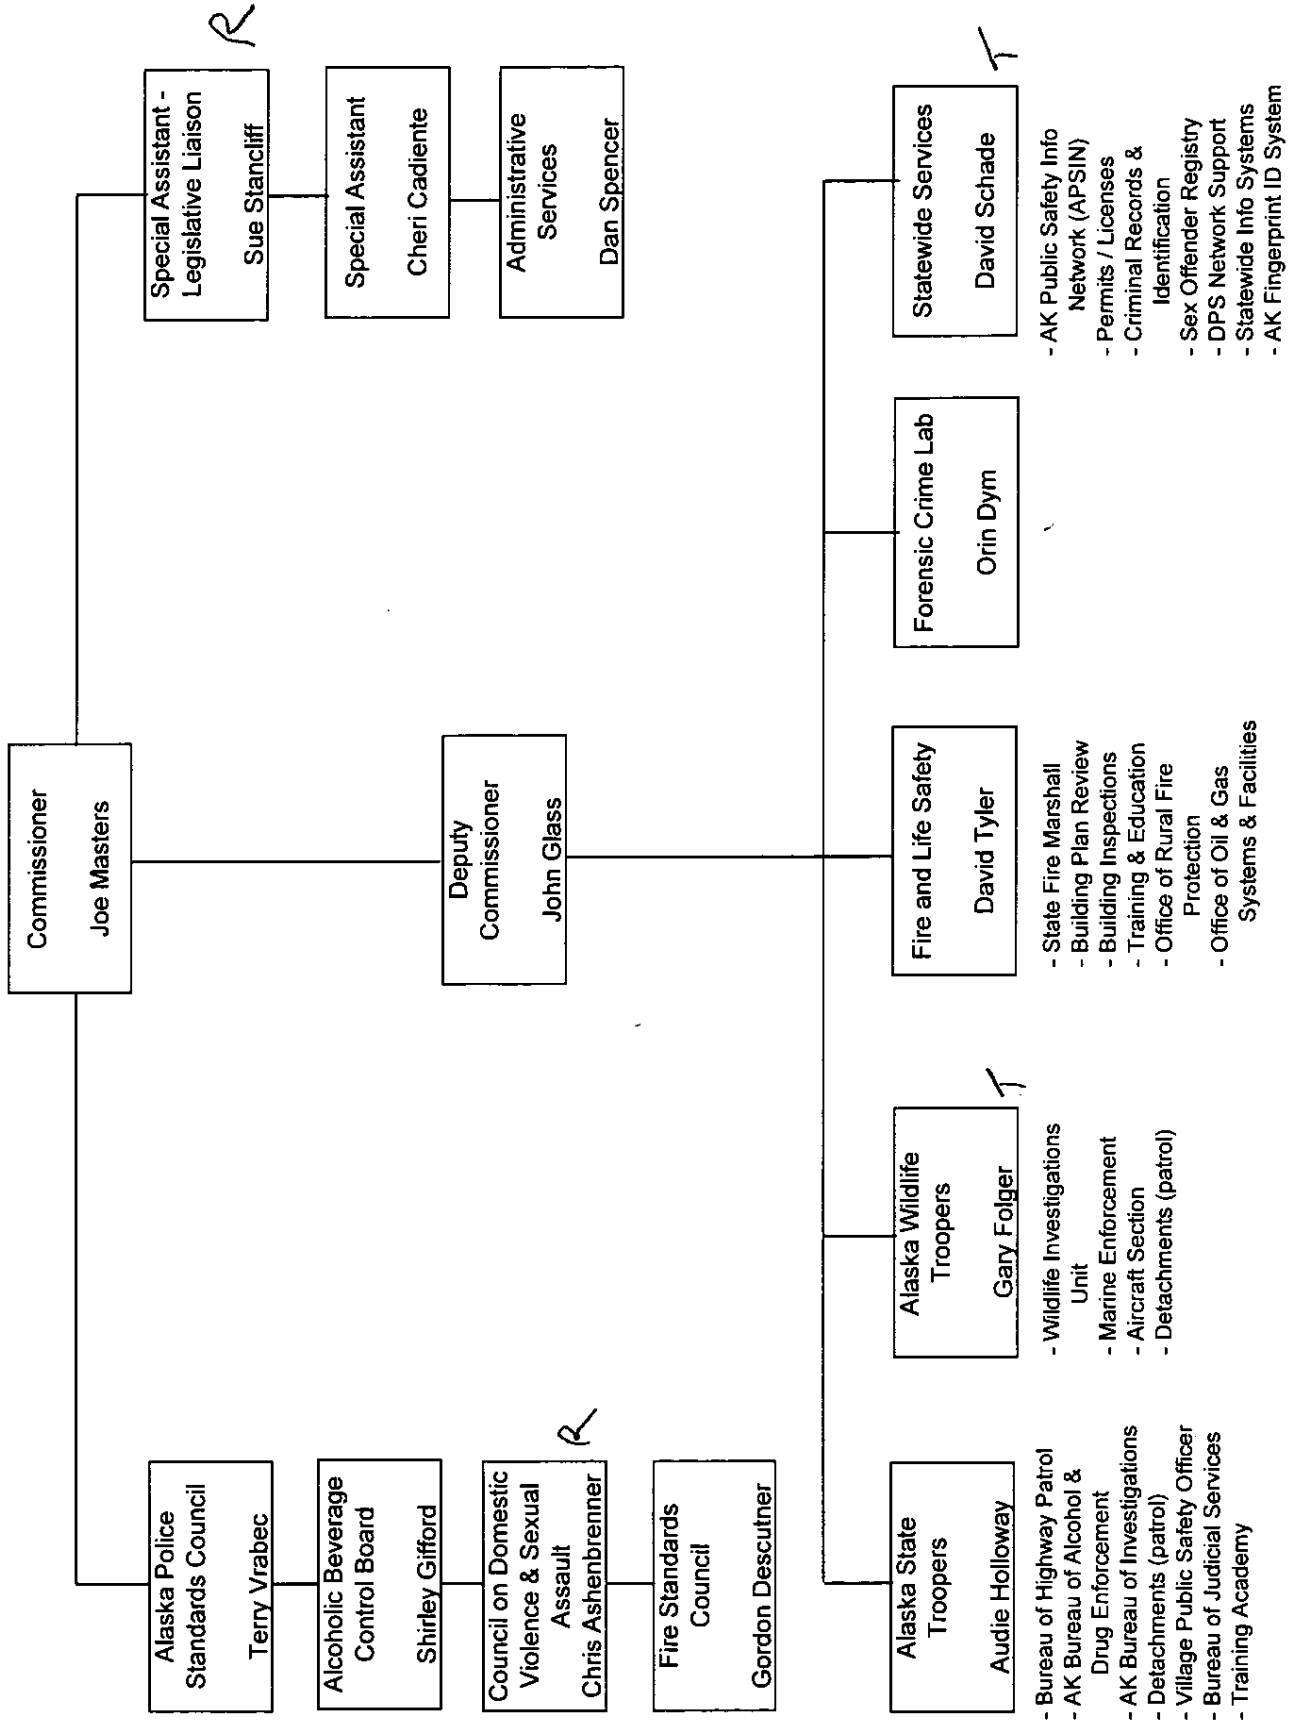 Commissioner
Joe Masters
Alaska Police
Standards Council
Terry Vrabec
Alcoholic Beverage
Control Board
Shirley Gifford
Council on Domestic
Violence & Sexual
Assault
Chris Ashenbrenner
R
Fire Standards
Council
Gordon Descutner
Deputy
Commissioner
John Glass
Special Assistant -
Legislative Liaison
Sue Stancliff
R
Special Assistant
Cheri Cadiente
Administrative
Services
Dan Spencer
Alaska State
Troopers
Audie Holloway
- Bureau of Highway Patrol
- AK Bureau of Alcohol &
Drug Enforcement
- AK Bureau of Investigations
- Detachments (patrol)
- Village Public Safety Officer
- Bureau of Judicial Services
- Training Academy
Alaska Wildlife
Troopers
Gary Folger
T
- Wildlife Investigations
Unit
- Marine Enforcement
- Aircraft Section
- Detachments (patrol)
Fire and Life Safety
David Tyler
- State Fire Marshall
- Building Plan Review
- Building Inspections
- Training & Education
- Office of Rural Fire
Protection
- Office of Oil & Gas
Systems & Facilities
Forensic Crime Lab
Orin Dym
Statewide Services
David Schade
T
- AK Public Safety Info
Network (APSIN)
- Permits / Licenses
- Criminal Records &
Identification
- Sex Offender Registry
- DPS Network Support
- Statewide Info Systems
- AK Fingerprint ID System